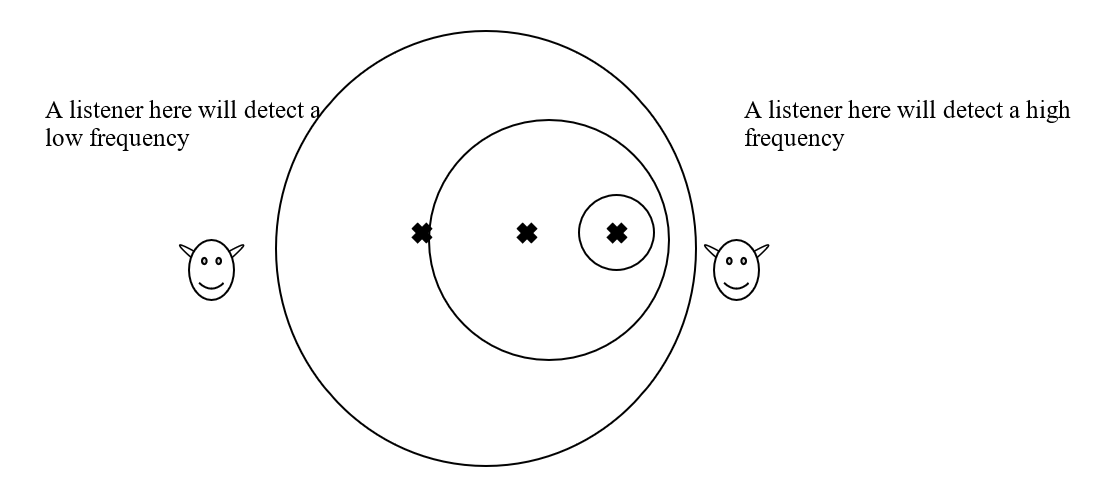 A listener here will detect a
low frequency
A listener here will detect a high
frequency